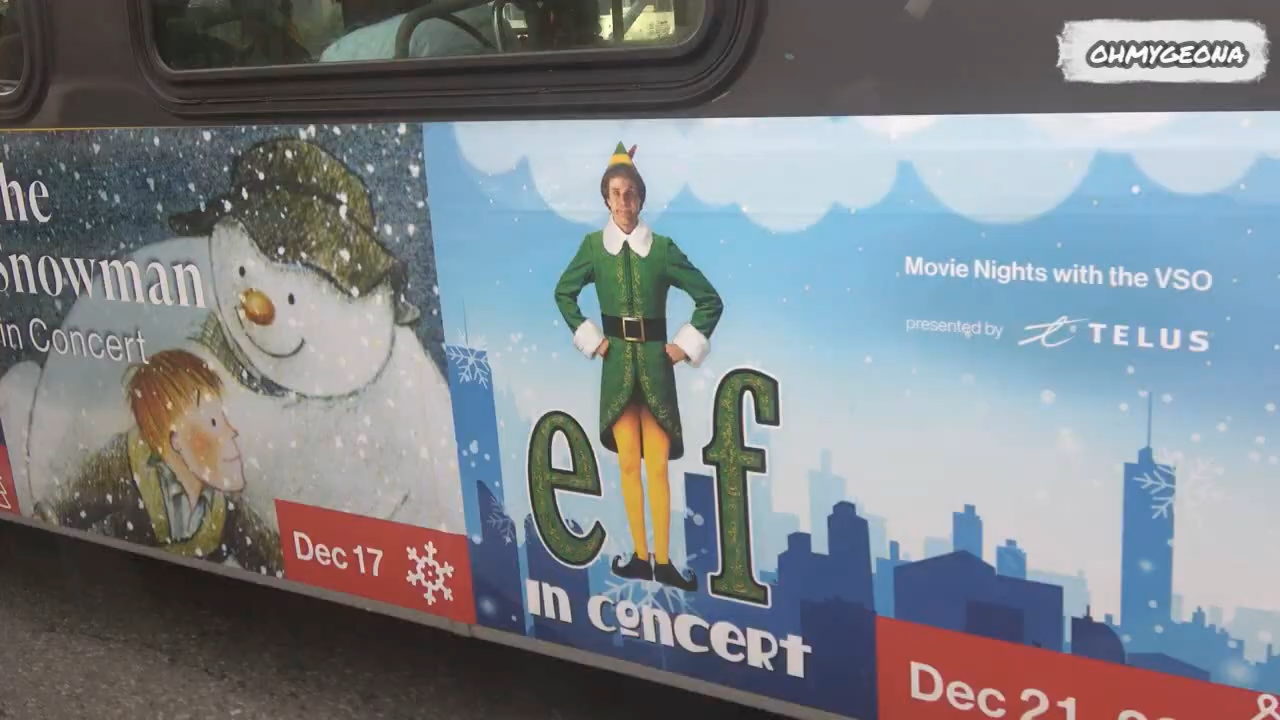 OHMYGEONA
he
Snowman
in Concert
Dec 17
elf
in concert
Movie Nights with the VSO
presented by TELUS
Dec 21